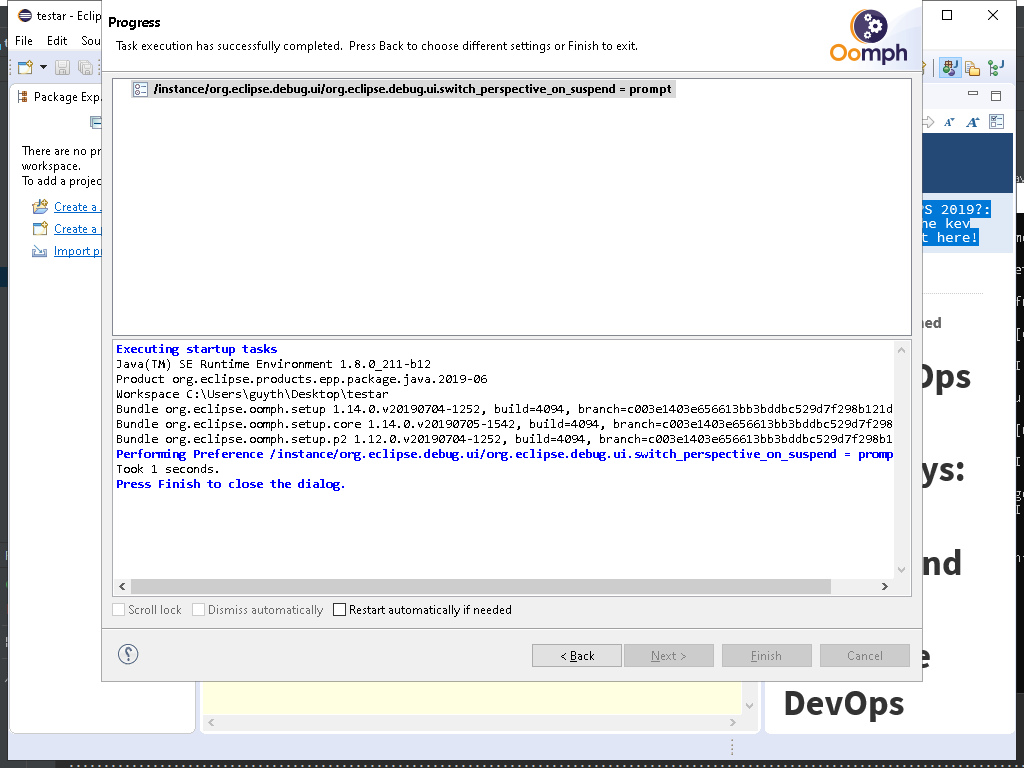 testar - Eclip
File Edit Sou
Package Exp
There are no pr
workspace.
To add a projec
Create a
Create a
Import p
Progress
Task execution has successfully completed. Press Back to choose different settings or Finish to exit.
Oomph
/instance/org.eclipse.debug.ui/org.eclipse.debug.ui.switch_perspective_on_suspend = prompt
Executing startup tasks
Java(TM) SE Runtime Environment 1.8.0_211-b12
Product org.eclipse.products.epp.package.java.2019-06
Workspace C:\Users\guyth\Desktop\testar
Bundle org.eclipse.oomph.setup 1.14.0.v20190704-1252, build=4094, branch=c003e1403e656613bb3bddbc529d7f298b121d
Bundle org.eclipse.oomph.setup.core 1.14.0.v20190705-1542, build=4094, branch=c003e1403e656613bb3bddbc529d7f298
Bundle org.eclipse.oomph.setup.p2 1.12.0.v20190704-1252, build=4094, branch=c003e1403e656613bb3bddbc529d7f298b1
Performing Preference /instance/org.eclipse.debug.ui/org.eclipse.debug.ui.switch_perspective_on_suspend = promp
Took 1 seconds.
Press Finish to close the dialog.
Scroll lock Dismiss automatically Restart automatically if needed
< Back Next > Finish Cancel
PS 2019?:
he key
t here!
ned
Ops
ys:
nd
e
DevOps